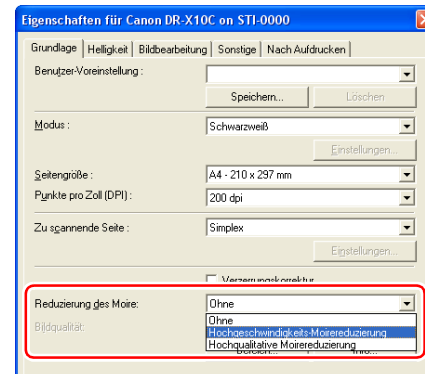 Eigenschaften für Canon DR-X10C on STI-0000
Grundlage Helligkeit Bildbearbeitung Sonstige Nach Aufdrucken
Benutzer-Voreinstellung :
Speichern... Löschen
Modus : Schwarzweiß
Einstellungen...
Seitengröße : A4 - 210 x 297 mm
Punkte pro Zoll (DPI) : 200 dpi
Zu scannende Seite : Simplex
Einstellungen...
Verzerrungskorrektur
Reduzierung des Moire: Ohne
Bildqualität: Ohne
Hochgeschwindigkeits-Moirereduzierung
Hochqualitative Moirereduzierung
Bereich... Info...